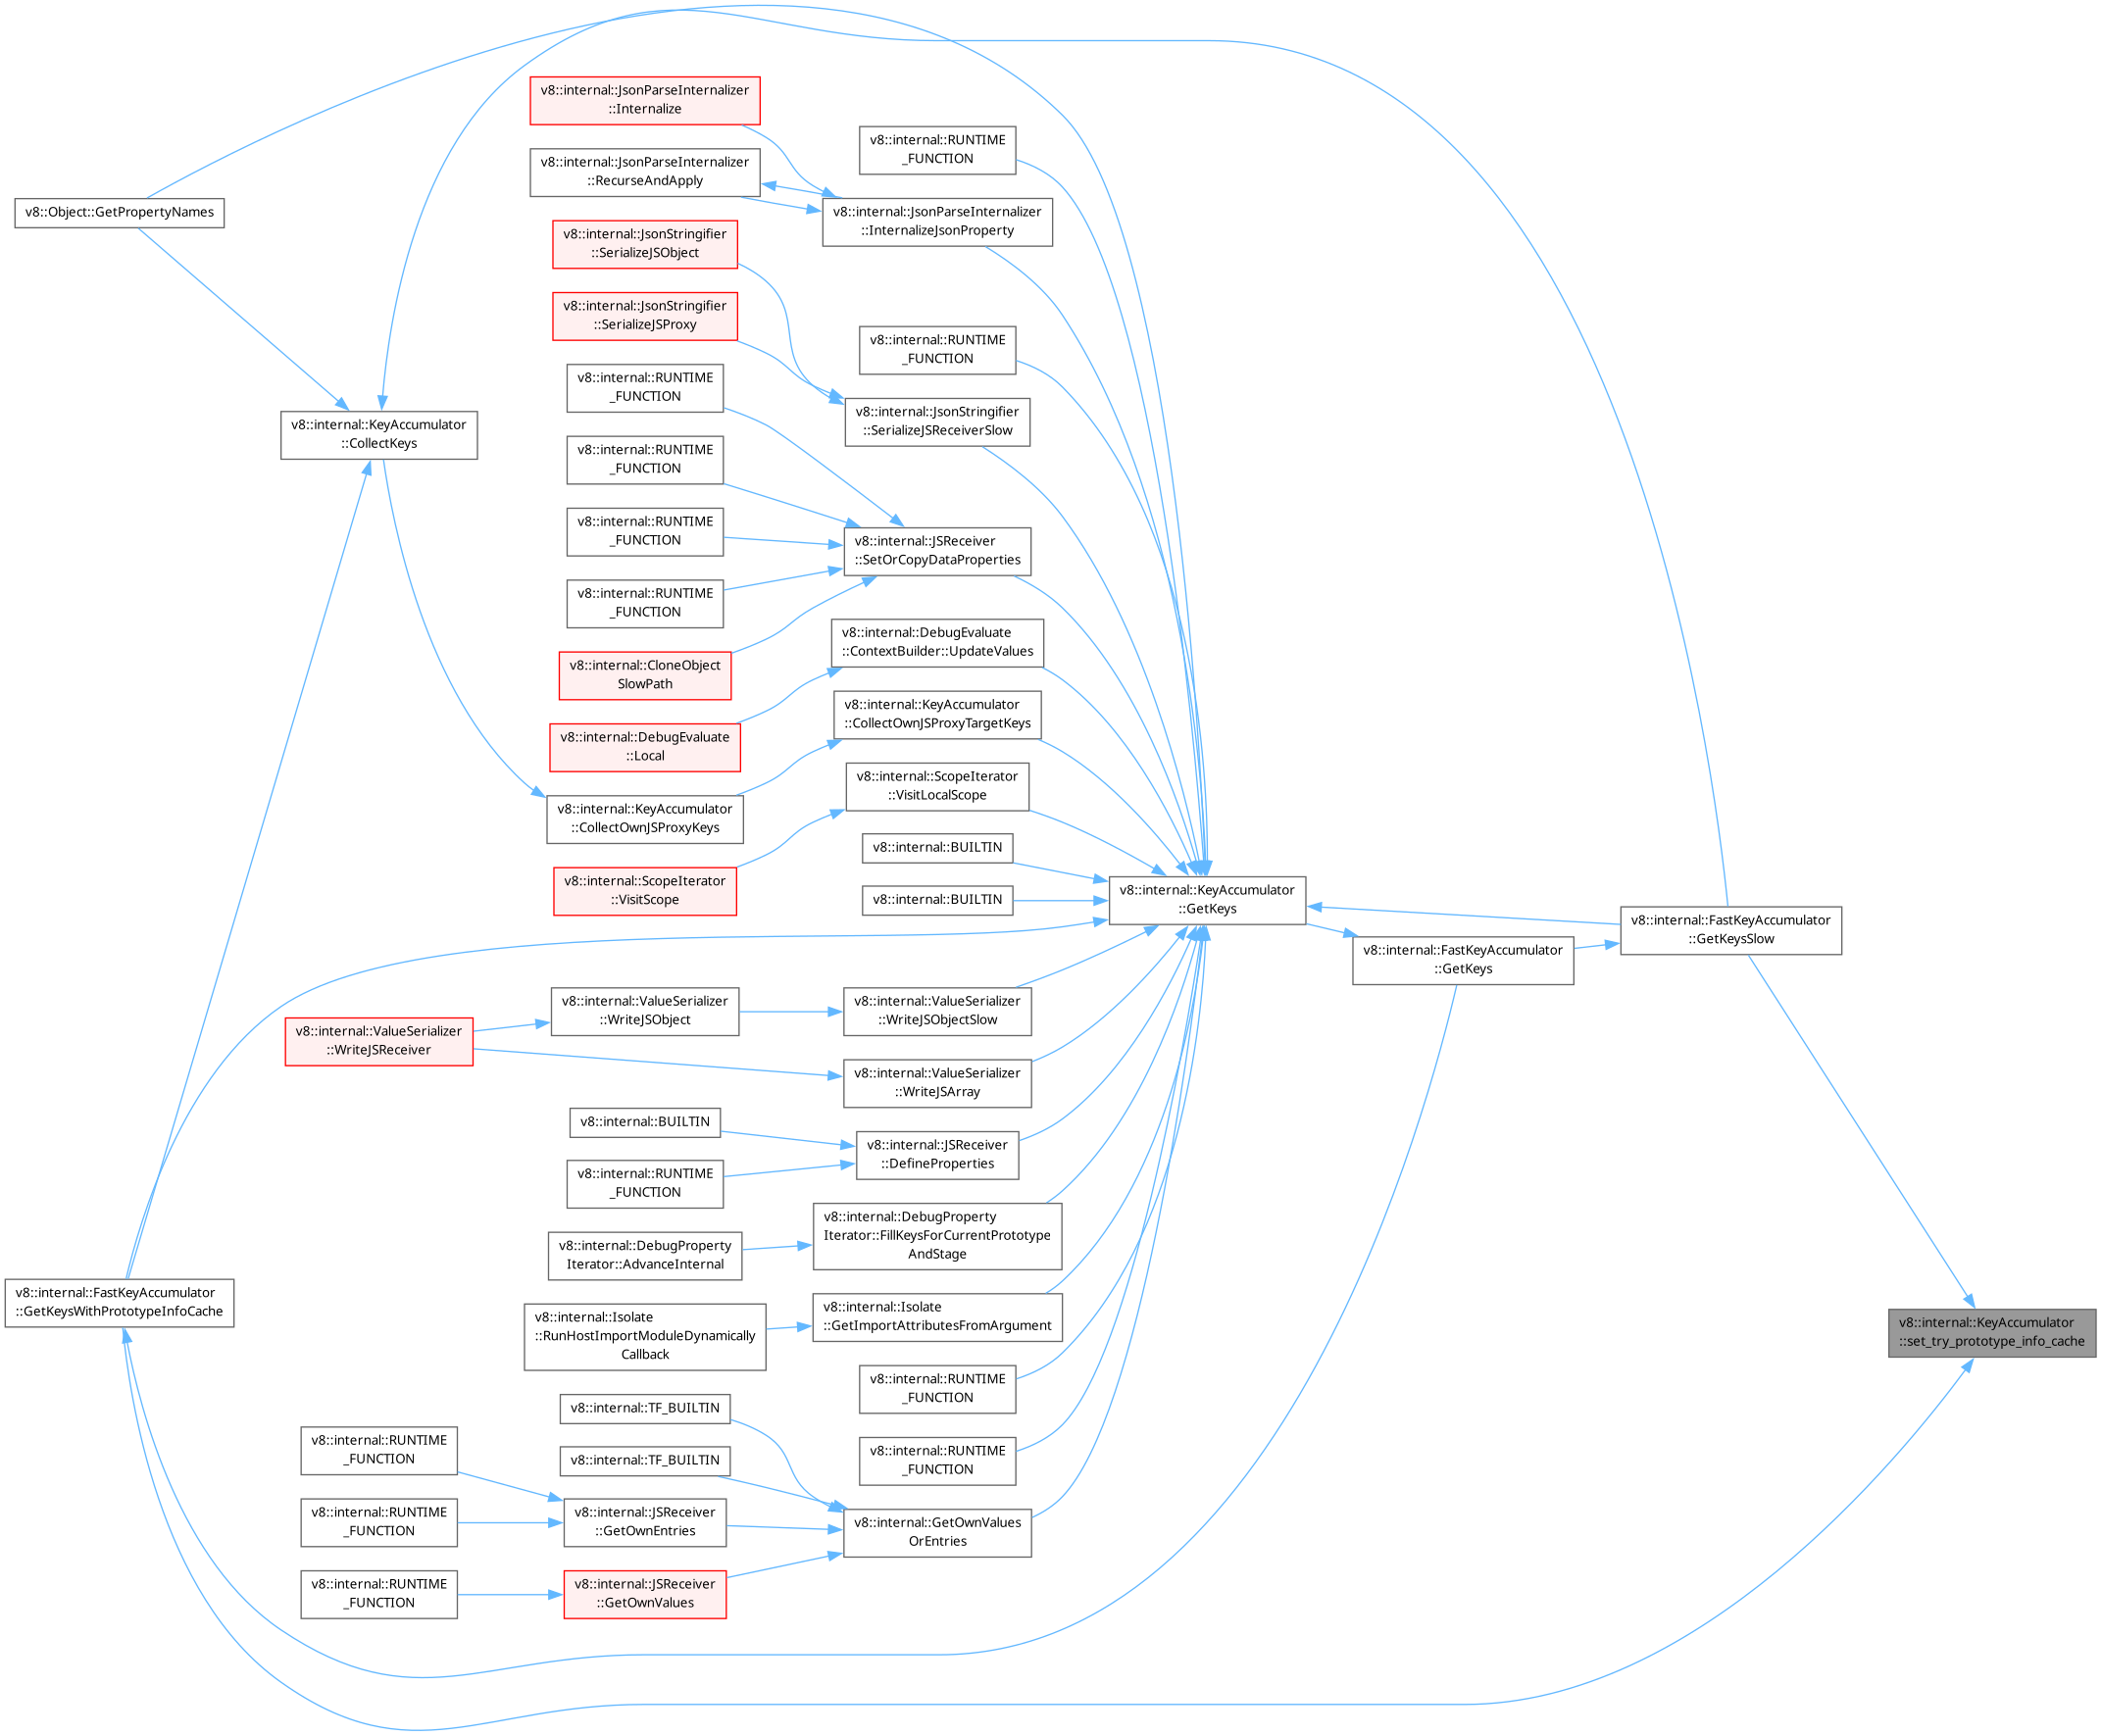 v8::internal::JsonParseInternalizer
::Internalize
v8::internal::RUNTIME
_FUNCTION
v8::internal::JsonParseInternalizer
::RecurseAndApply
v8::Object::GetPropertyNames
v8::internal::JsonParseInternalizer
::InternalizeJsonProperty
v8::internal::JsonStringifier
::SerializeJSObject
v8::internal::JsonStringifier
::SerializeJSProxy
v8::internal::RUNTIME
_FUNCTION
v8::internal::RUNTIME
_FUNCTION
v8::internal::JsonStringifier
::SerializeJSReceiverSlow
v8::internal::KeyAccumulator
::CollectKeys
v8::internal::RUNTIME
_FUNCTION
v8::internal::RUNTIME
_FUNCTION
v8::internal::JSReceiver
::SetOrCopyDataProperties
v8::internal::RUNTIME
_FUNCTION
v8::internal::DebugEvaluate
::ContextBuilder::UpdateValues
v8::internal::CloneObject
SlowPath
v8::internal::KeyAccumulator
::CollectOwnJSProxyTargetKeys
v8::internal::DebugEvaluate
::Local
v8::internal::ScopeIterator
::VisitLocalScope
v8::internal::KeyAccumulator
::CollectOwnJSProxyKeys
v8::internal::BUILTIN
v8::internal::ScopeIterator
::VisitScope
v8::internal::BUILTIN
v8::internal::KeyAccumulator
::GetKeys
v8::internal::FastKeyAccumulator
::GetKeysSlow
v8::internal::FastKeyAccumulator
::GetKeys
v8::internal::ValueSerializer
::WriteJSObject
v8::internal::ValueSerializer
::WriteJSObjectSlow
v8::internal::ValueSerializer
::WriteJSReceiver
v8::internal::ValueSerializer
::WriteJSArray
v8::internal::BUILTIN
v8::internal::JSReceiver
::DefineProperties
v8::internal::RUNTIME
_FUNCTION
v8::internal::DebugProperty
Iterator::FillKeysForCurrentPrototype
AndStage
v8::internal::DebugProperty
Iterator::AdvanceInternal
v8::internal::FastKeyAccumulator
::GetKeysWithPrototypeInfoCache
v8::internal::Isolate
::GetImportAttributesFromArgument
v8::internal::Isolate
::RunHostImportModuleDynamically
Callback
v8::internal::KeyAccumulator
::set_try_prototype_info_cache
v8::internal::RUNTIME
_FUNCTION
v8::internal::TF_BUILTIN
v8::internal::RUNTIME
_FUNCTION
v8::internal::RUNTIME
_FUNCTION
v8::internal::TF_BUILTIN
v8::internal::RUNTIME
_FUNCTION
v8::internal::JSReceiver
::GetOwnEntries
v8::internal::GetOwnValues
OrEntries
v8::internal::RUNTIME
_FUNCTION
v8::internal::JSReceiver
::GetOwnValues